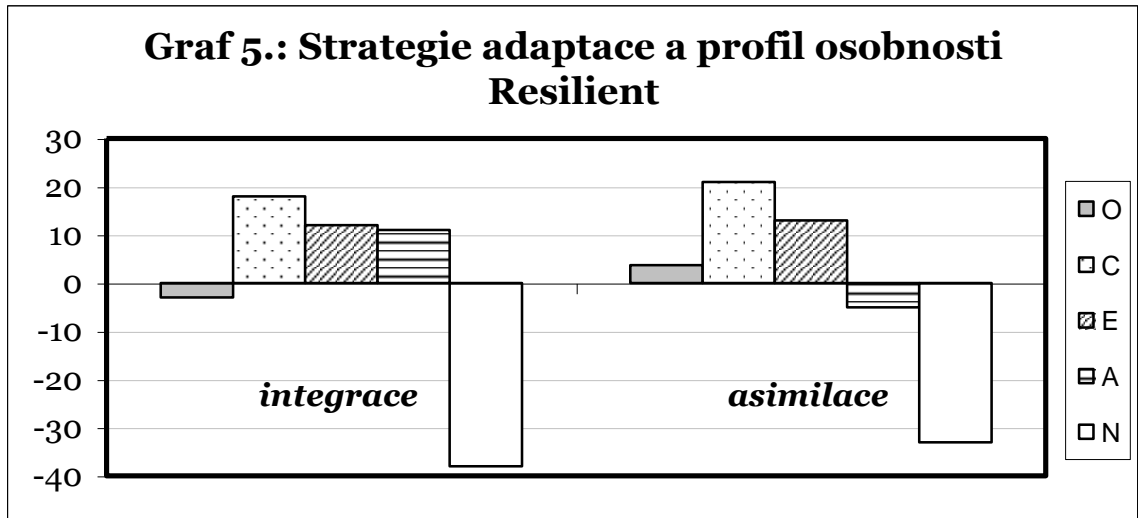 Graf 5.: Strategie adaptace a profil osobnosti
Resilient
30
20
10
0
-10
-20
-30
-40
integrace
asimilace
O
C
E
A
N